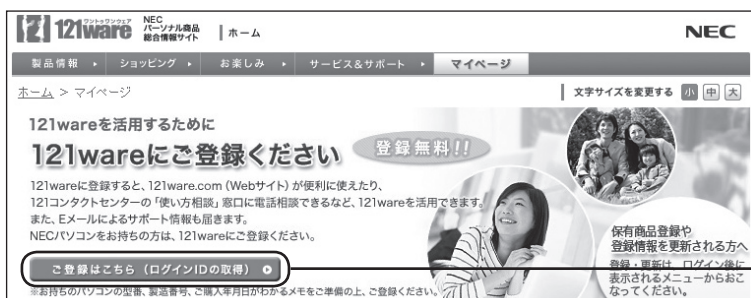 121ware
ワントゥワンウェア
NEC
パーソナル商品
総合情報サイト
ホーム
NEC
製品情報
ショッピング
お楽しみ
サービス&サポート
マイページ
ホーム > マイページ
文字サイズを変更する 小 中 大
121wareを活用するために
121wareにご登録ください
登録無料!!
121wareに登録すると、121ware.com(Webサイト)が便利に使えたり、
121コンタクトセンターの「使い方相談」窓口に電話相談できるなど、121wareを活用できます。
また、Eメールによるサポート情報も届きます。
NECパソコンをお持ちの方は、121wareにご登録ください。
ご登録はこちら(ログインIDの取得)
※お持ちのパソコンの型番、製造番号、ご購入年月日がわかるメモをご準備の上、ご登録ください。
保有商品登録や
登録情報を更新される方へ
登録・更新は、ログイン後に
表示されるメニューからおこ
なってください。